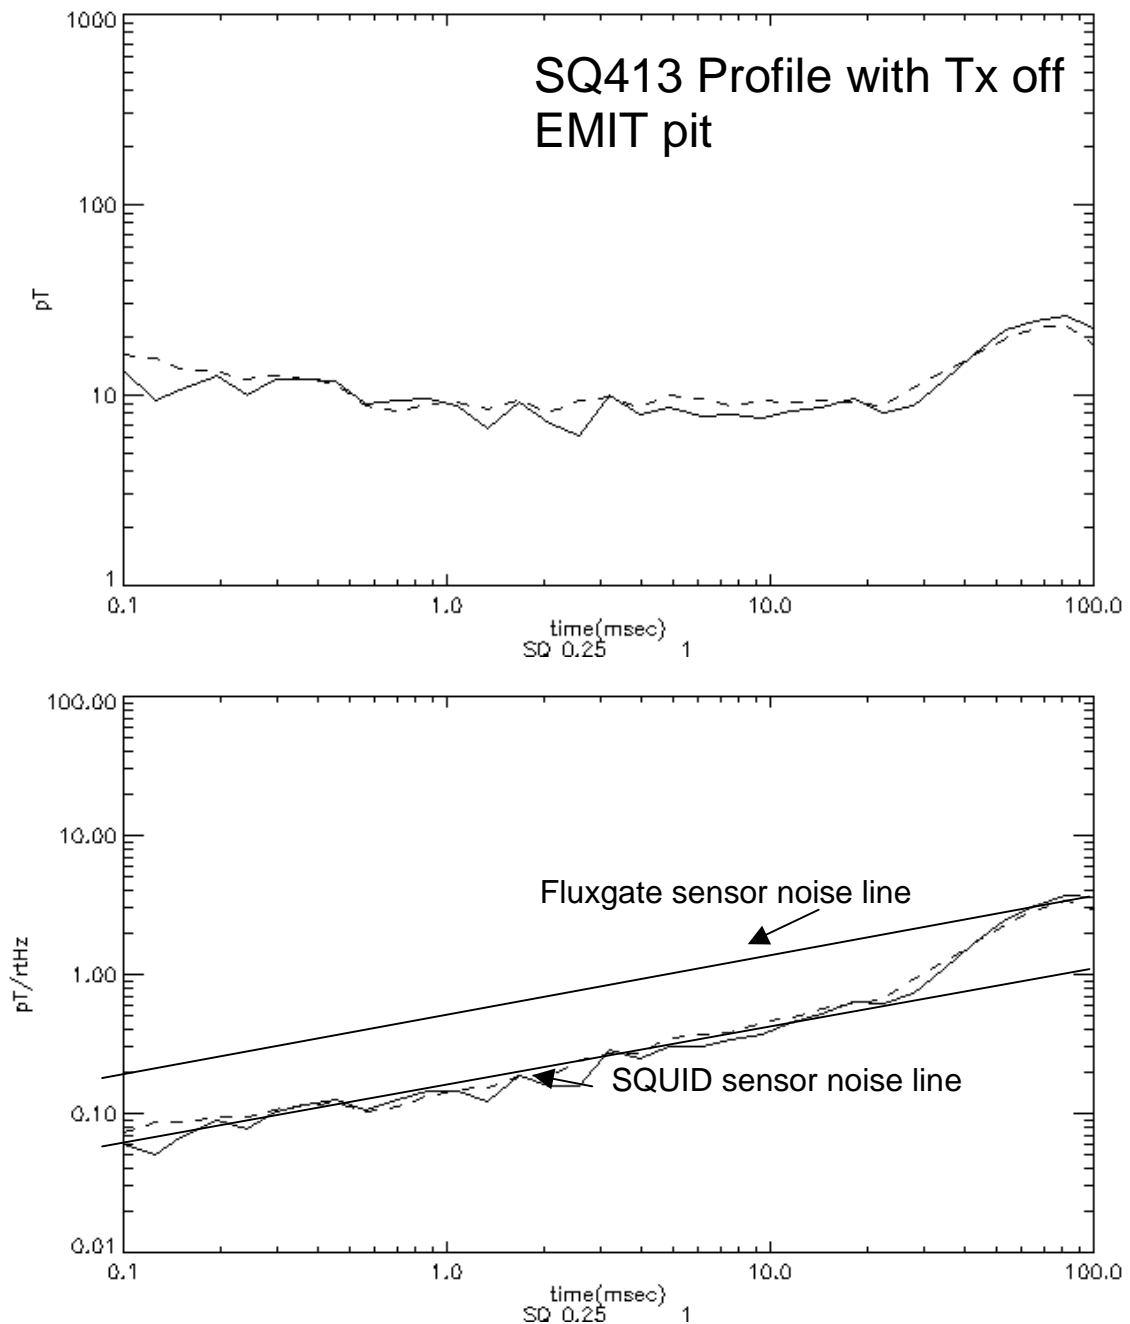 1000
SQ413 Profile with Tx off
EMIT pit
100
pT
10
1
0.1 1.0 10.0 100.0
time(msec)
SQ 0.25 1
100.00
10.00
Fluxgate sensor noise line
pT/rtHz
1.00
SQUID sensor noise line
0.10
0.01
0.1 1.0 10.0 100.0
time(msec)
SQ 0.25 1